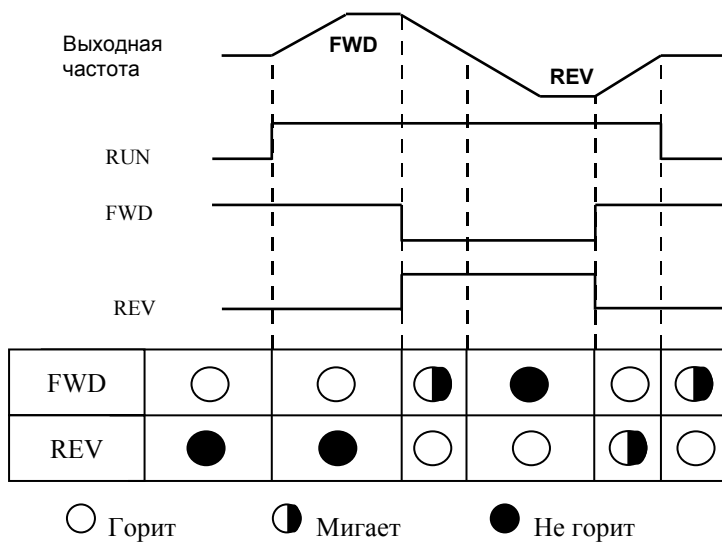 Выходная
частота
FWD
REV
RUN
FWD
REV
FWD
REV
Горит Мигает Не горит